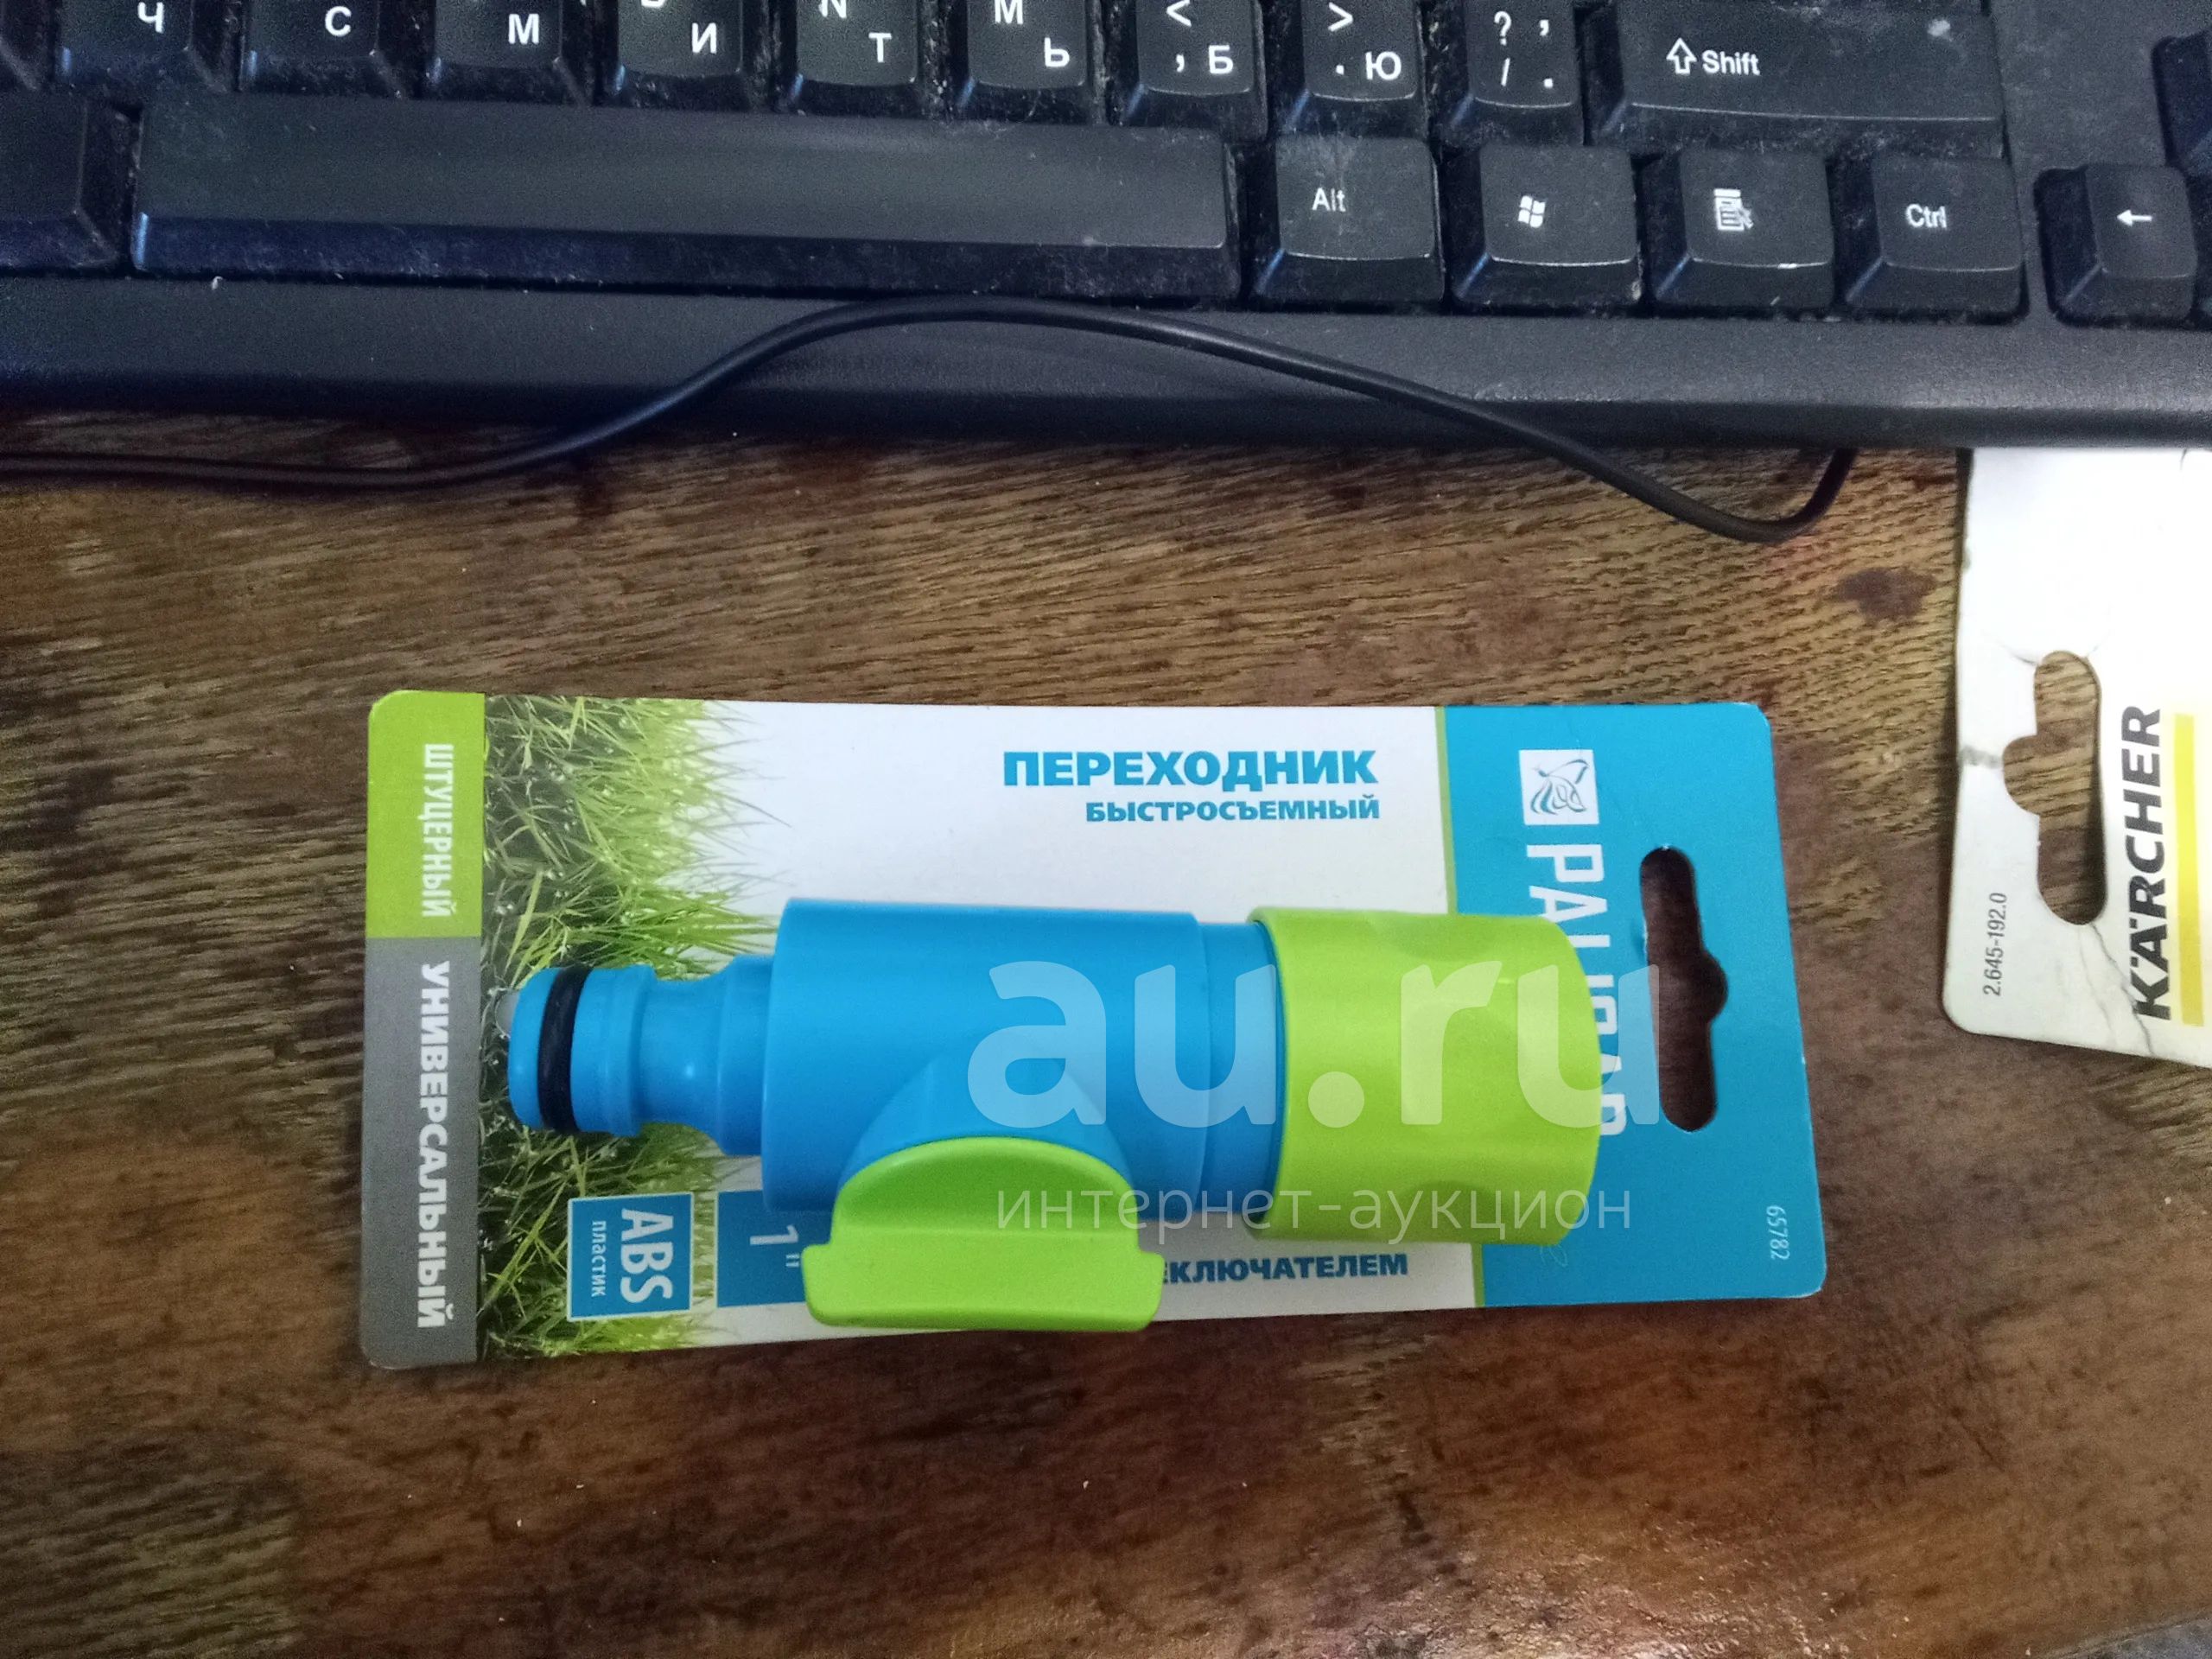 Ч
С
М
И
N
Т
М
Ь
<
, Б
>
. Ю
? ,
/ .
Shift
Alt
Ctrl
←
ПЕРЕХОДНИК
БЫСТРОСЪЕМНЫЙ
ШТУЦЕРНЫЙ
УНИВЕРСАЛЬНЫЙ
ABS
пластик
1"
ЕКЛЮЧАТЕЛЕМ
65782
KÄRCHER
2.645-192.0
au.ru
интернет-аукцион